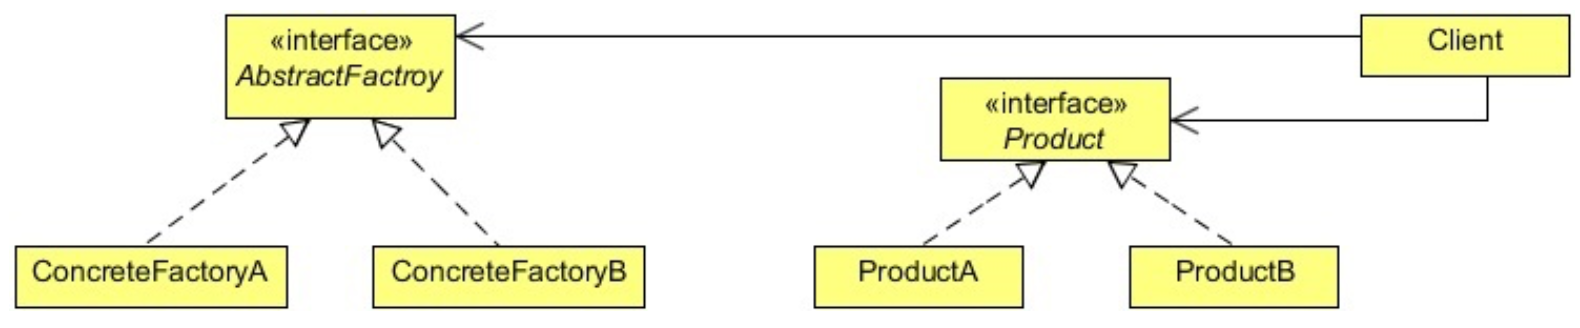 «interface»
AbstractFactroy
Client
«interface»
Product
ConcreteFactoryA
ConcreteFactoryB
ProductA
ProductB